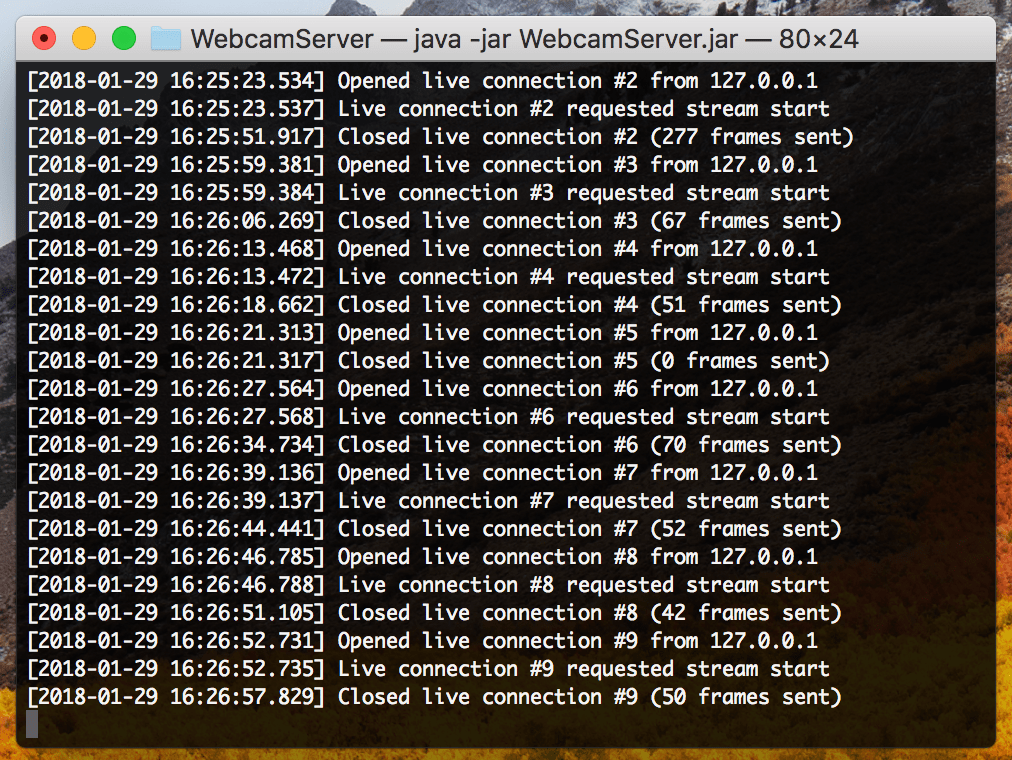 WebcamServer — java -jar WebcamServer.jar — 80×24
[2018-01-29 16:25:23.534] Opened live connection #2 from 127.0.0.1
[2018-01-29 16:25:23.537] Live connection #2 requested stream start
[2018-01-29 16:25:51.917] Closed live connection #2 (277 frames sent)
[2018-01-29 16:25:59.381] Opened live connection #3 from 127.0.0.1
[2018-01-29 16:25:59.384] Live connection #3 requested stream start
[2018-01-29 16:26:06.269] Closed live connection #3 (67 frames sent)
[2018-01-29 16:26:13.468] Opened live connection #4 from 127.0.0.1
[2018-01-29 16:26:13.472] Live connection #4 requested stream start
[2018-01-29 16:26:18.662] Closed live connection #4 (51 frames sent)
[2018-01-29 16:26:21.313] Opened live connection #5 from 127.0.0.1
[2018-01-29 16:26:21.317] Closed live connection #5 (0 frames sent)
[2018-01-29 16:26:27.564] Opened live connection #6 from 127.0.0.1
[2018-01-29 16:26:27.568] Live connection #6 requested stream start
[2018-01-29 16:26:34.734] Closed live connection #6 (70 frames sent)
[2018-01-29 16:26:39.136] Opened live connection #7 from 127.0.0.1
[2018-01-29 16:26:39.137] Live connection #7 requested stream start
[2018-01-29 16:26:44.441] Closed live connection #7 (52 frames sent)
[2018-01-29 16:26:46.785] Opened live connection #8 from 127.0.0.1
[2018-01-29 16:26:46.788] Live connection #8 requested stream start
[2018-01-29 16:26:51.105] Closed live connection #8 (42 frames sent)
[2018-01-29 16:26:52.731] Opened live connection #9 from 127.0.0.1
[2018-01-29 16:26:52.735] Live connection #9 requested stream start
[2018-01-29 16:26:57.829] Closed live connection #9 (50 frames sent)